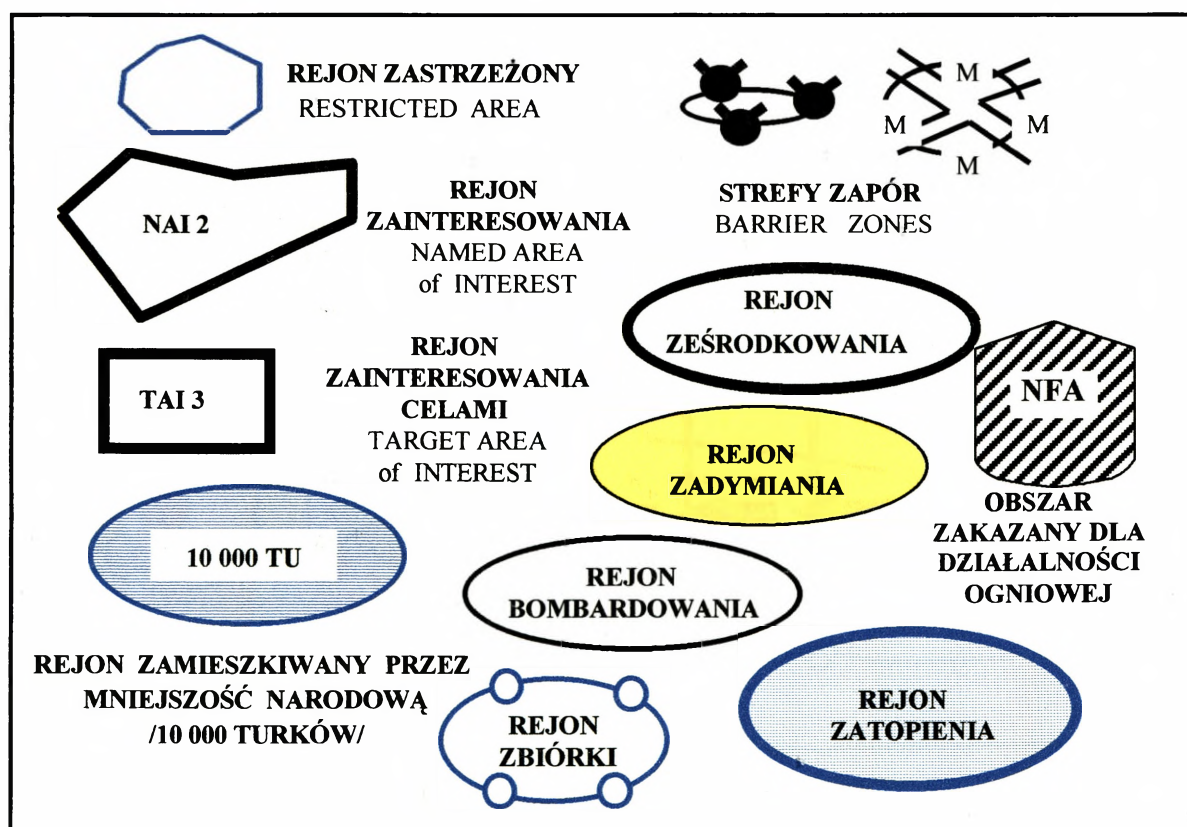 REJON ZASTRZEŻONY
RESTRICTED AREA
M
M
M
M
STREFY ZAPÓR
BARRIER ZONES
NAI 2
REJON
ZAINTERESOWANIA
NAMED AREA
of INTEREST
REJON
ZEŚRODKOWANIA
TAI 3
REJON
ZAINTERESOWANIA
CELAMI
TARGET AREA
of INTEREST
NFA
OBSZAR
ZAKAZANY DLA
DZIAŁALNOŚCI
OGNIOWEJ
REJON
ZADYMIANIA
10 000 TU
REJON ZAMIESZKIWANY PRZEZ
MNIEJSZOŚĆ NARODOWĄ
/10 000 TURKÓW/
REJON
BOMBARDOWANIA
REJON
ZBIÓRKI
REJON
ZATOPIENIA